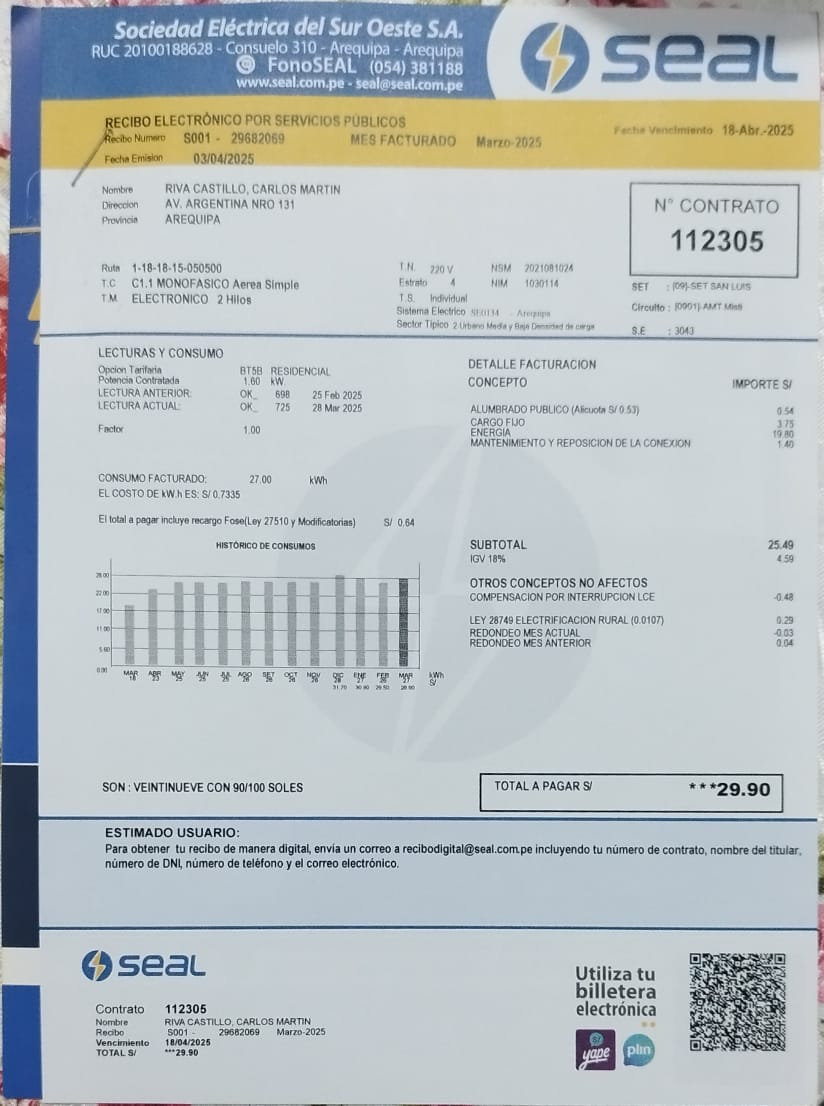 Sociedad Eléctrica del Sur Oeste S.A.
RUC 20100188628 - Consuelo 310 - Arequipa - Arequipa
FonoSEAL (054) 381188
www.seal.com.pe - seal@seal.com.pe
seal
RECIBO ELECTRÓNICO POR SERVICIOS PÚBLICOS
Recibo Numero S001 - 29682069 MES FACTURADO Marzo-2025
Fecha Vencimiento 18-Abr.-2025
Fecha Emision 03/04/2025
Nombre RIVA CASTILLO, CARLOS MARTIN
Direccion AV. ARGENTINA NRO 131
Provincia AREQUIPA
N° CONTRATO
112305
Ruta 1-18-18-15-050500
T.C C1.1 MONOFASICO Aerea Simple
T.M ELECTRONICO 2 Hilos
T.N. 220 V NSM 2021081024
Estrato 4 NIM 1030114
T.S. Individual
Sistema Electrico SE0134 - Arequipa
Sector Tipico 2 Urbano Media y Baja Densidad de carga
SET : (09)-SET SAN LUIS
Circuito : (0901)-AMT Misti
S.E : 3043
LECTURAS Y CONSUMO
Opcion Tarifaria BT5B RESIDENCIAL
Potencia Contratada 1.60 kW
LECTURA ANTERIOR: OK_ 698 25 Feb 2025
LECTURA ACTUAL: OK_ 725 28 Mar 2025
Factor 1.00
CONSUMO FACTURADO: 27.00 kWh
EL COSTO DE kW.h ES: S/ 0.7335
El total a pagar incluye recargo Fose(Ley 27510 y Modificatorias) S/ 0.64
HISTÓRICO DE CONSUMOS
28.00
22.00
17.00
11.00
5.60
0.00
MAR ABR MAY JUN JUL AGO SET OCT NOV DIC ENE FEB MAR kWh
18 23 25 25 25 26 26 26 26 28 27 26 27 S/
31.70 30.80 29.50 29.90
DETALLE FACTURACION
CONCEPTO IMPORTE S/
ALUMBRADO PUBLICO (Alicuota S/ 0.53) 0.54
CARGO FIJO 3.75
ENERGIA 19.80
MANTENIMIENTO Y REPOSICION DE LA CONEXION 1.40
SUBTOTAL 25.49
IGV 18% 4.59
OTROS CONCEPTOS NO AFECTOS
COMPENSACION POR INTERRUPCION LCE -0.48
LEY 28749 ELECTRIFICACION RURAL (0.0107) 0.29
REDONDEO MES ACTUAL -0.03
REDONDEO MES ANTERIOR 0.04
SON : VEINTINUEVE CON 90/100 SOLES
TOTAL A PAGAR S/ ***29.90
ESTIMADO USUARIO:
Para obtener tu recibo de manera digital, envía un correo a recibodigital@seal.com.pe incluyendo tu número de contrato, nombre del titular,
número de DNI, número de teléfono y el correo electrónico.
seal
Contrato 112305
Nombre RIVA CASTILLO, CARLOS MARTIN
Recibo S001 - 29682069 Marzo-2025
Vencimiento 18/04/2025
TOTAL S/ ***29.90
Utiliza tu
billetera
electrónica
S/
yape
plin